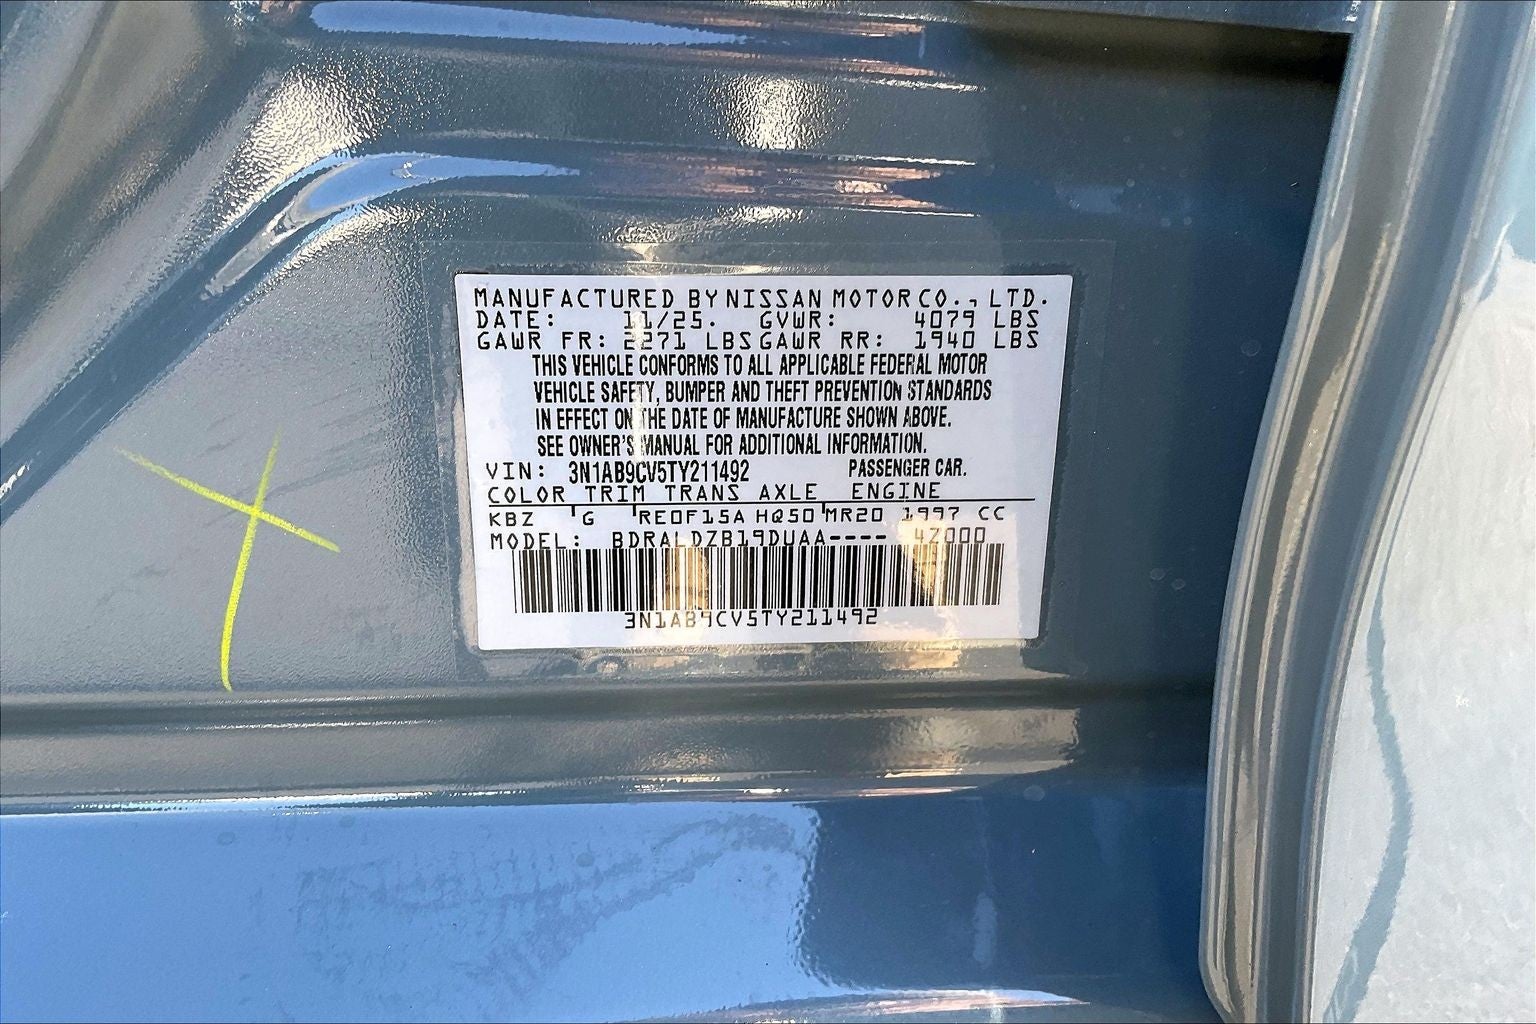 MANUFACTURED BY NISSAN MOTOR CO., LTD.
DATE: 11/25. GVWR: 4079 LBS
GAWR FR: 2271 LBS GAWR RR: 1940 LBS
THIS VEHICLE CONFORMS TO ALL APPLICABLE FEDERAL MOTOR
VEHICLE SAFETY, BUMPER AND THEFT PREVENTION STANDARDS
IN EFFECT ON THE DATE OF MANUFACTURE SHOWN ABOVE.
SEE OWNER'S MANUAL FOR ADDITIONAL INFORMATION.
VIN: 3N1AB9CV5TY211492 PASSENGER CAR.
COLOR TRIM TRANS AXLE ENGINE
KBZ G RE0F15A HQ50 MR20 1997 CC
MODEL: BDRALDZB19DUAA---- 4Z000
3N1AB9CV5TY211492